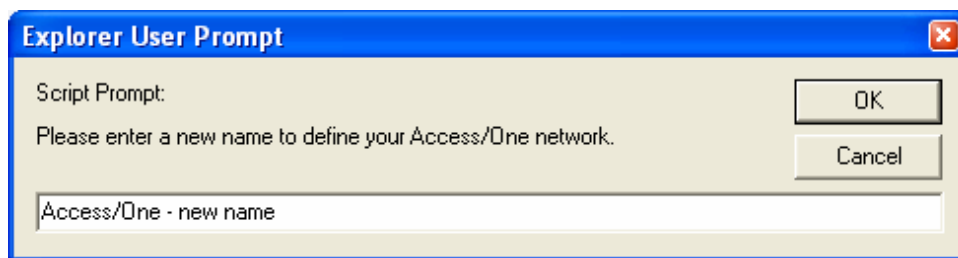 Explorer User Prompt
Script Prompt:
OK
Please enter a new name to define your Access/One network.
Cancel
Access/One - new name